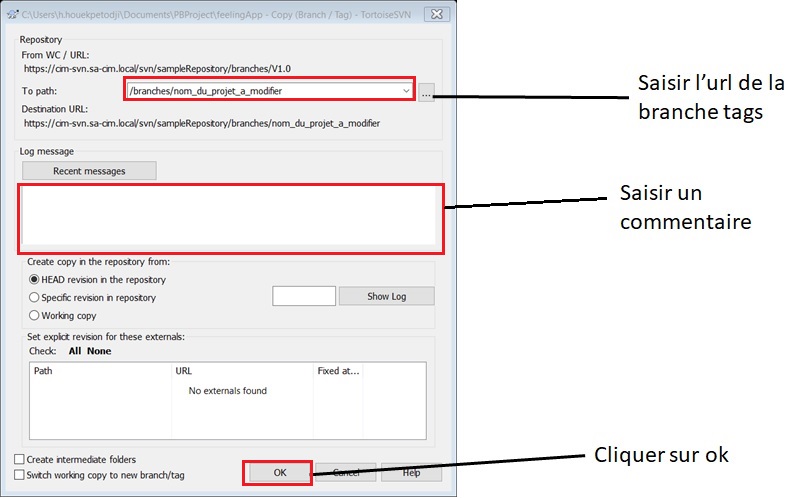 C:\Users\h.houekpetodji\Documents\PBProject\feelingApp - Copy (Branch / Tag) - TortoiseSVN
Repository
From WC / URL:
https://cim-svn.sa-cim.local/svn/sampleRepository/branches/V1.0
To path:
/branches/nom_du_projet_a_modifier
...
Saisir l'url de la
branche tags
Destination URL:
https://cim-svn.sa-cim.local/svn/sampleRepository/branches/nom_du_projet_a_modifier
Log message
Recent messages
Saisir un
commentaire
Create copy in the repository from:
HEAD revision in the repository
Specific revision in repository
Show Log
Working copy
Set explicit revision for these externals:
Check: All None
Path URL Fixed at...
No externals found
Create intermediate folders
Switch working copy to new branch/tag
OK Cancel Help
Cliquer sur ok